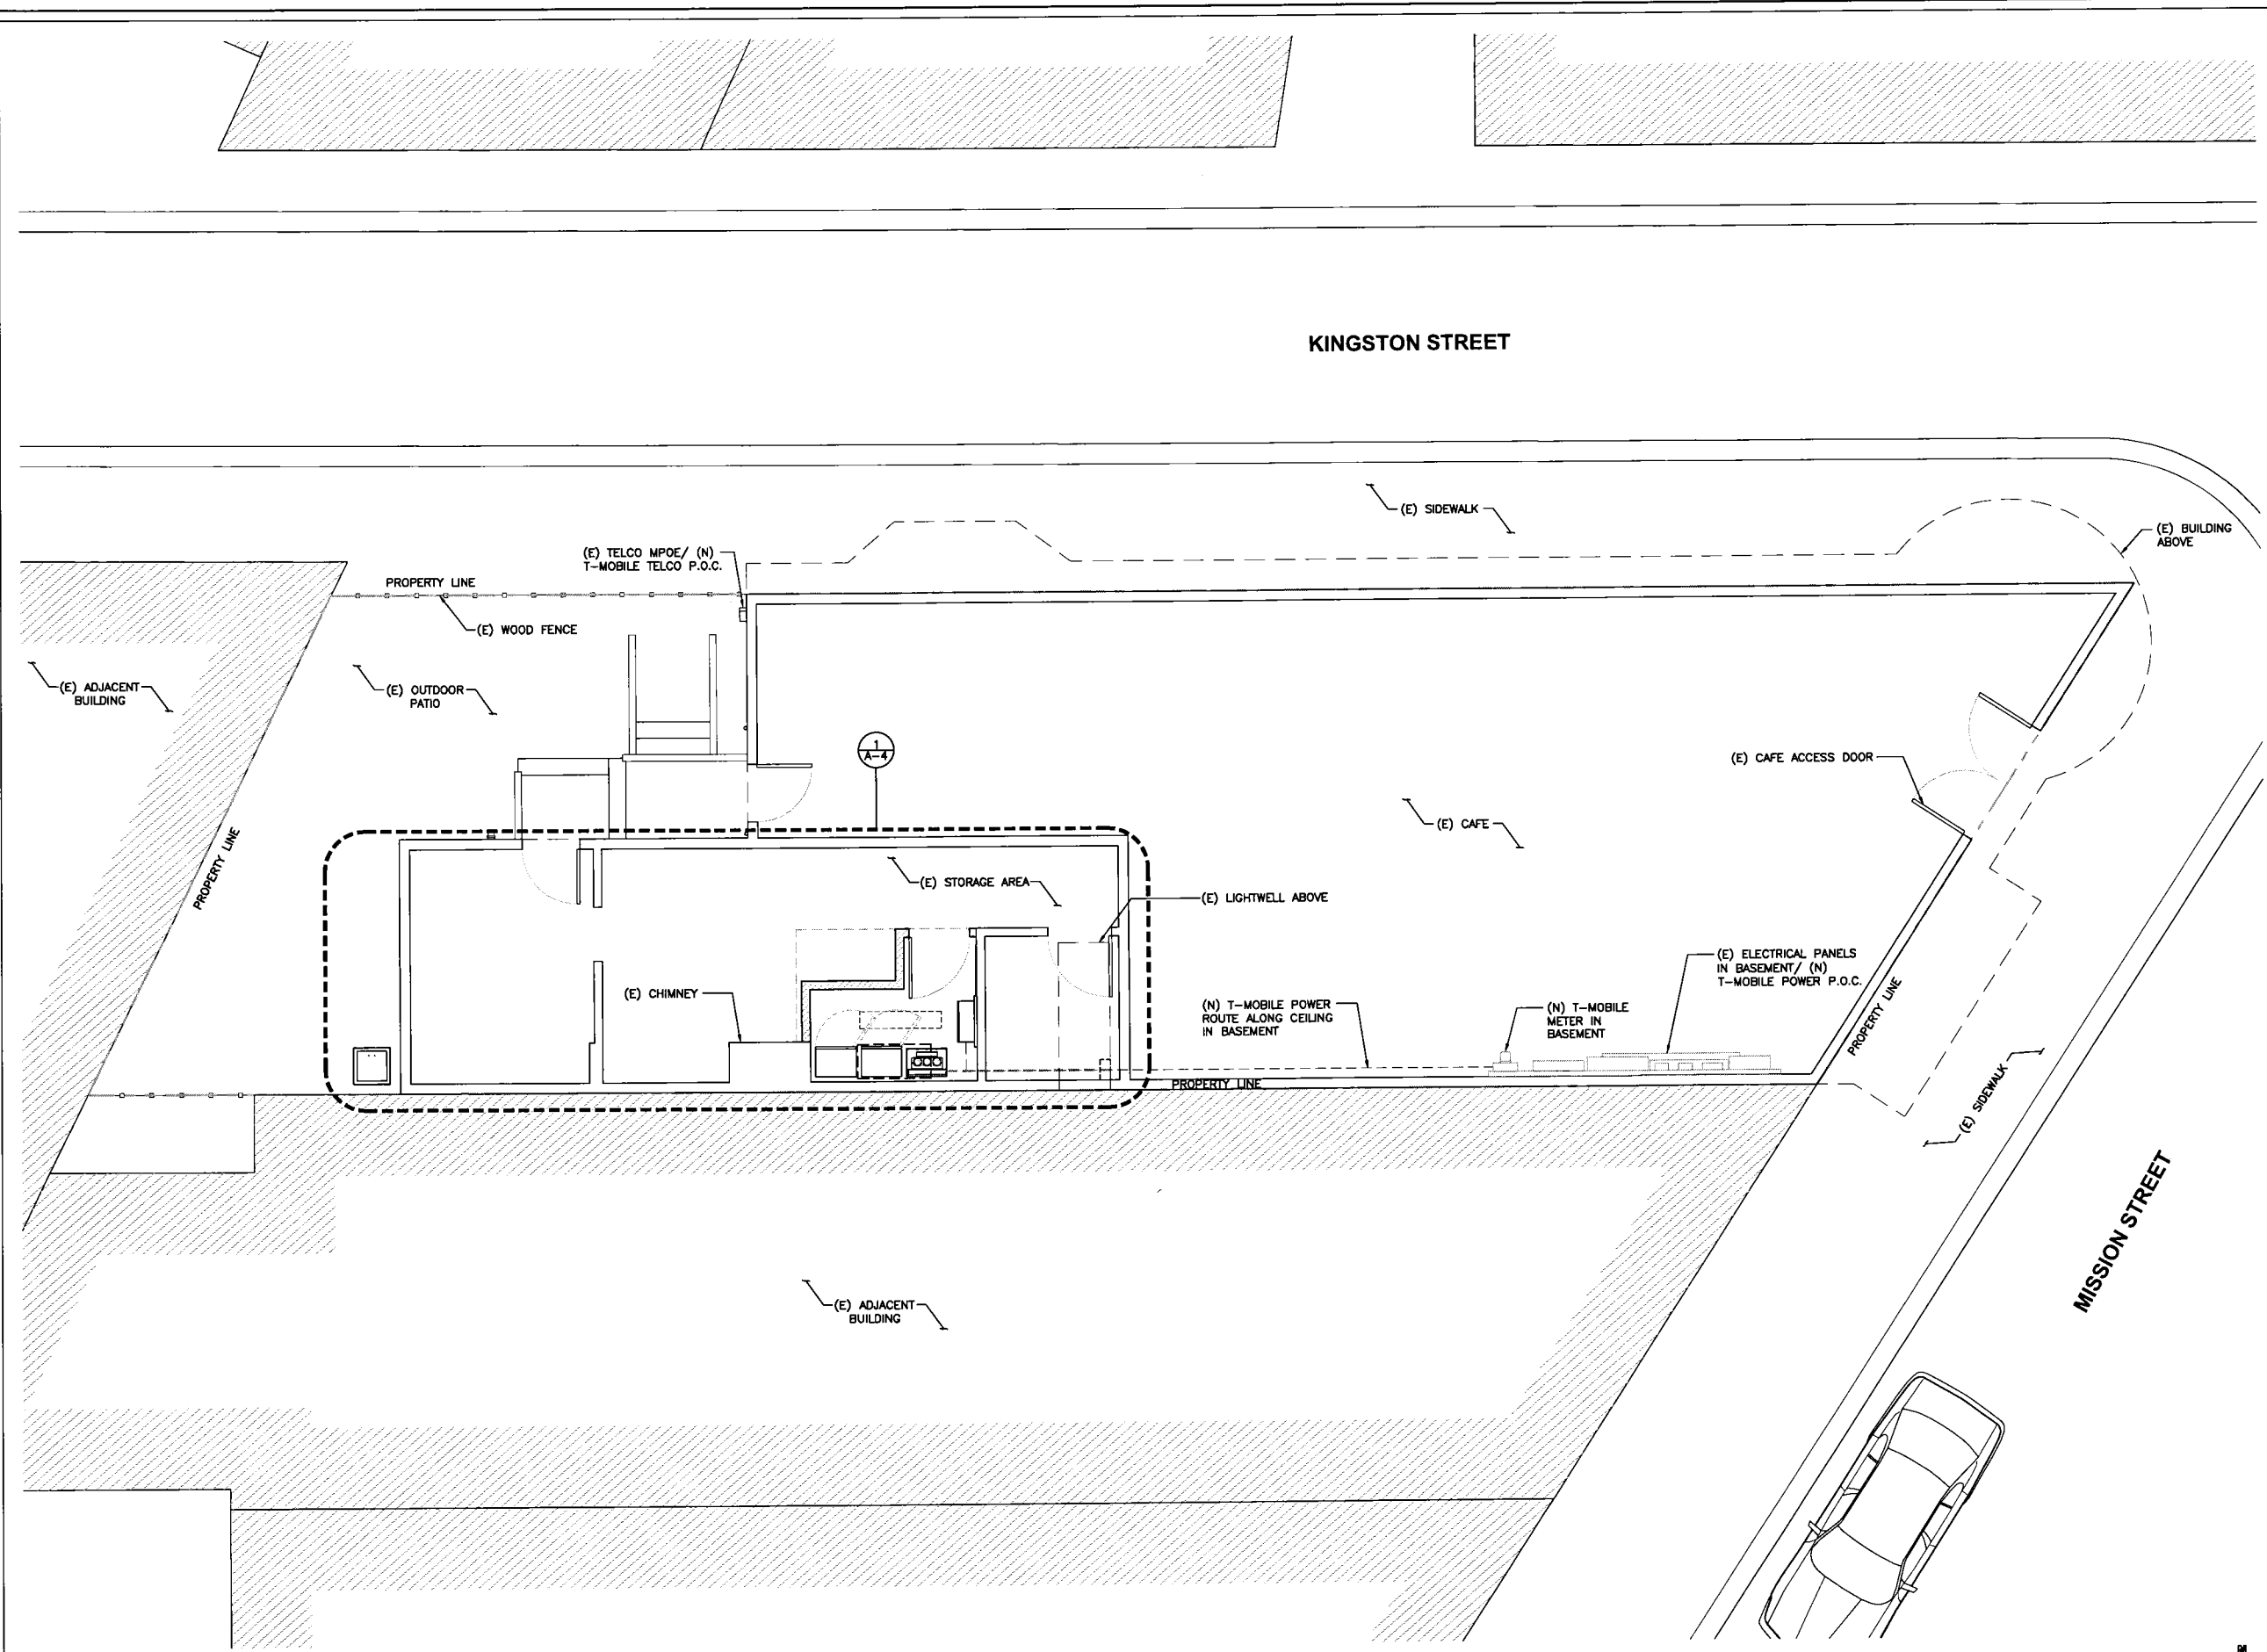 KINGSTON STREET
(E) SIDEWALK
(E) BUILDING
ABOVE
(E) TELCO MPOE/ (N)
T-MOBILE TELCO P.O.C.
PROPERTY LINE
(E) WOOD FENCE
(E) ADJACENT
BUILDING
(E) OUTDOOR
PATIO
1
A-4
(E) CAFE ACCESS DOOR
(E) CAFE
PROPERTY LINE
(E) STORAGE AREA
(E) LIGHTWELL ABOVE
(E) ELECTRICAL PANELS
IN BASEMENT/ (N)
T-MOBILE POWER P.O.C.
(E) CHIMNEY
(N) T-MOBILE POWER
ROUTE ALONG CEILING
IN BASEMENT
(N) T-MOBILE
METER IN
BASEMENT
PROPERTY LINE
PROPERTY LINE
(E) SIDEWALK
MISSION STREET
(E) ADJACENT
BUILDING